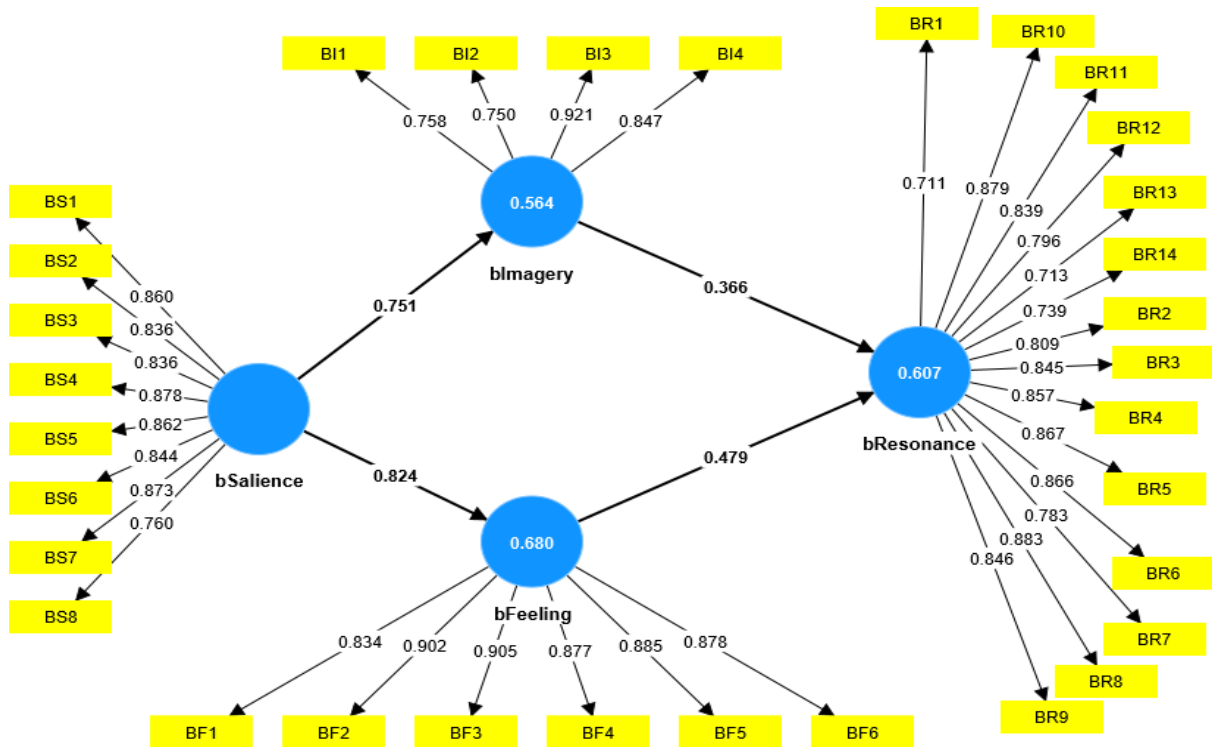 BI1
BI2
BI3
BI4
0.758
0.750
0.921
0.847
0.564
bImagery
BS1
BS2
BS3
BS4
BS5
BS6
BS7
BS8
0.860
0.836
0.836
0.878
0.862
0.844
0.873
0.760
bSalience
0.751
0.824
0.366
0.479
0.680
bFeeling
0.834
0.902
0.905
0.877
0.885
0.878
BF1
BF2
BF3
BF4
BF5
BF6
0.607
bResonance
BR1
BR10
BR11
BR12
BR13
BR14
BR2
BR3
BR4
BR5
BR6
BR7
BR8
BR9
0.711
0.879
0.839
0.796
0.713
0.739
0.809
0.845
0.857
0.867
0.866
0.783
0.883
0.846